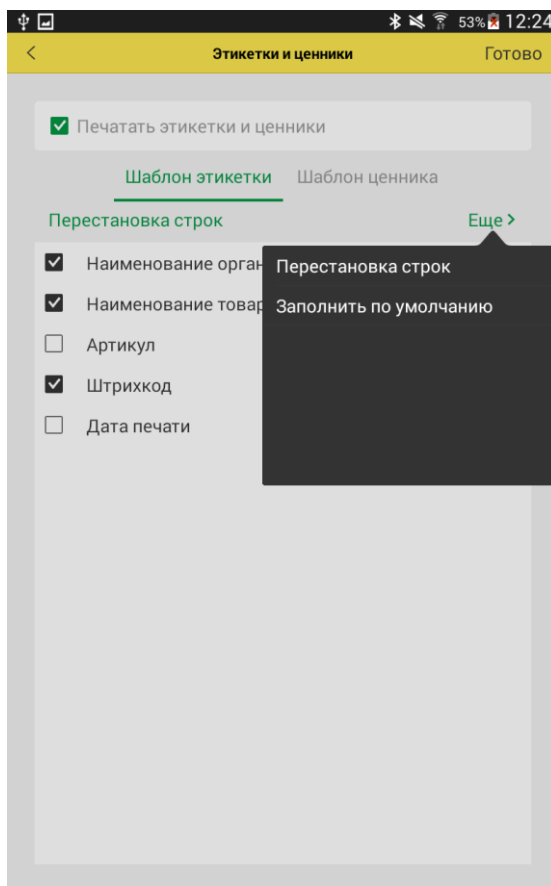 53% 12:24
Этикетки и ценники Готово
Печатать этикетки и ценники
Шаблон этикетки Шаблон ценника
Перестановка строк Еще
Наименование орган
Перестановка строк
Наименование товар
Заполнить по умолчанию
Артикул
Штрихкод
Дата печати